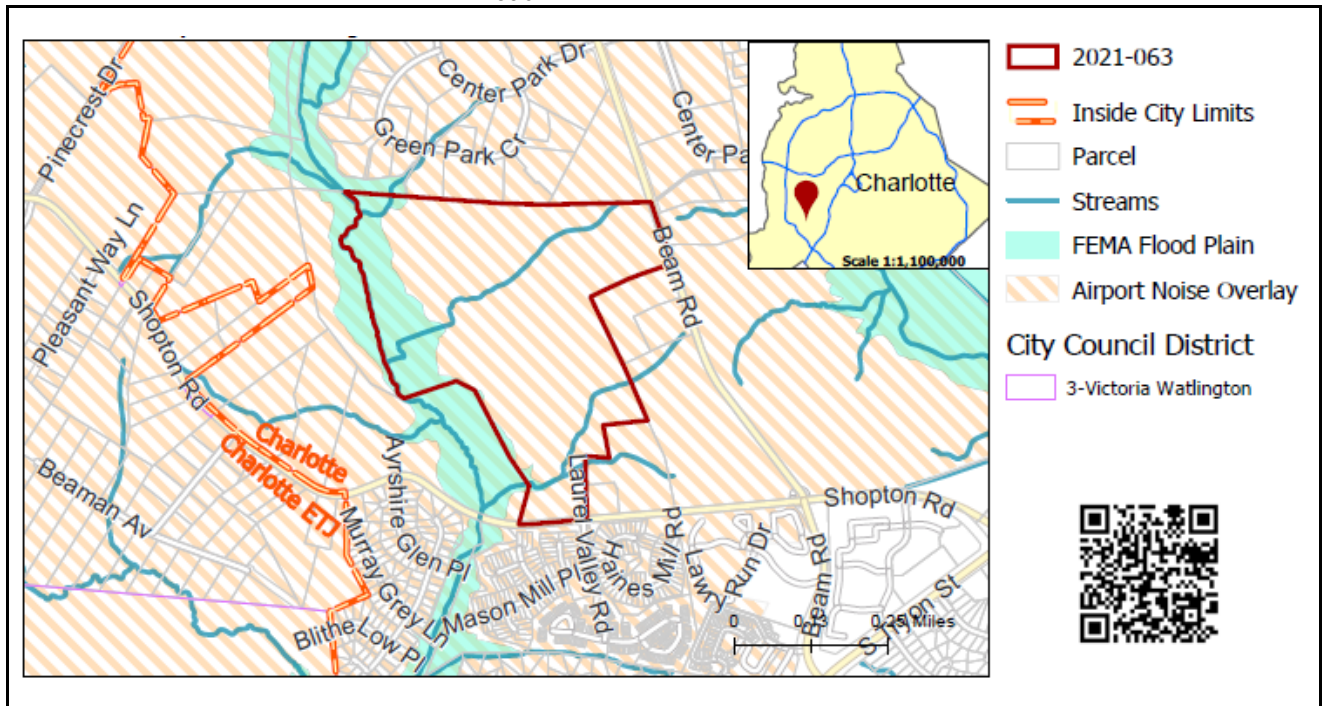 Pinecrest Dr
Center Park Dr
Green Park Cr
Center Pa
Charlotte
Scale 1:1,100,000
Pleasant Way Ln
Shopton Rd
Beam Rd
Charlotte
Charlotte ETJ
Beaman Av
Ayrshire Glen Pl
Murray Grey Ln
Blithe Low Pl
Mason Mill Pl
Laurel Valley Rd
Haines Mill Rd
Lawry Run Dr
Shopton Rd
Beam Rd
S Tryon St
0 0.13 0.25 Miles
2021-063
Inside City Limits
Parcel
Streams
FEMA Flood Plain
Airport Noise Overlay
City Council District
3-Victoria Watlington